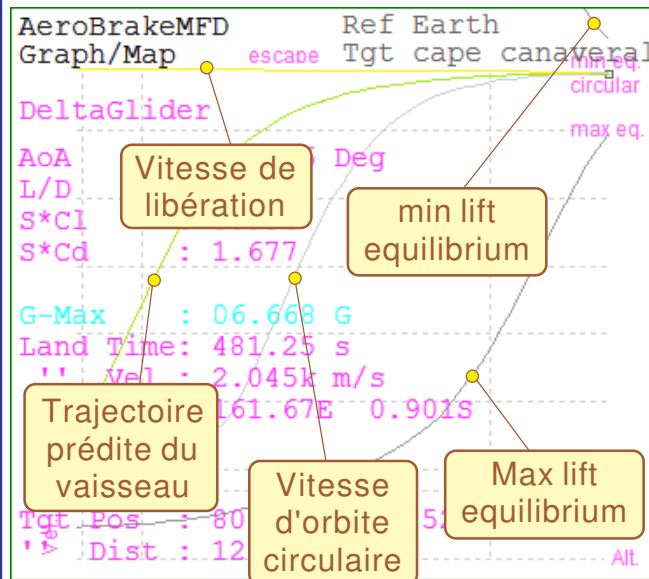 AeroBrakeMFD
Ref Earth
Graph/Map
escape
Tgt cape canaveral
min eq.
circular
DeltaGlider
max eq.
AoA
Deg
Vitesse de
libération
L/D
min lift
equilibrium
S*Cl
S*Cd : 1.677
G-Max : 06.668 G
Land Time: 481.25 s
'' Vel : 2.045k m/s
161.67E 0.901S
Trajectoire
prédite du
vaisseau
Vitesse
d'orbite
circulaire
Max lift
equilibrium
Tgt Pos : 80
Vel.
'' Dist : 12
Alt.